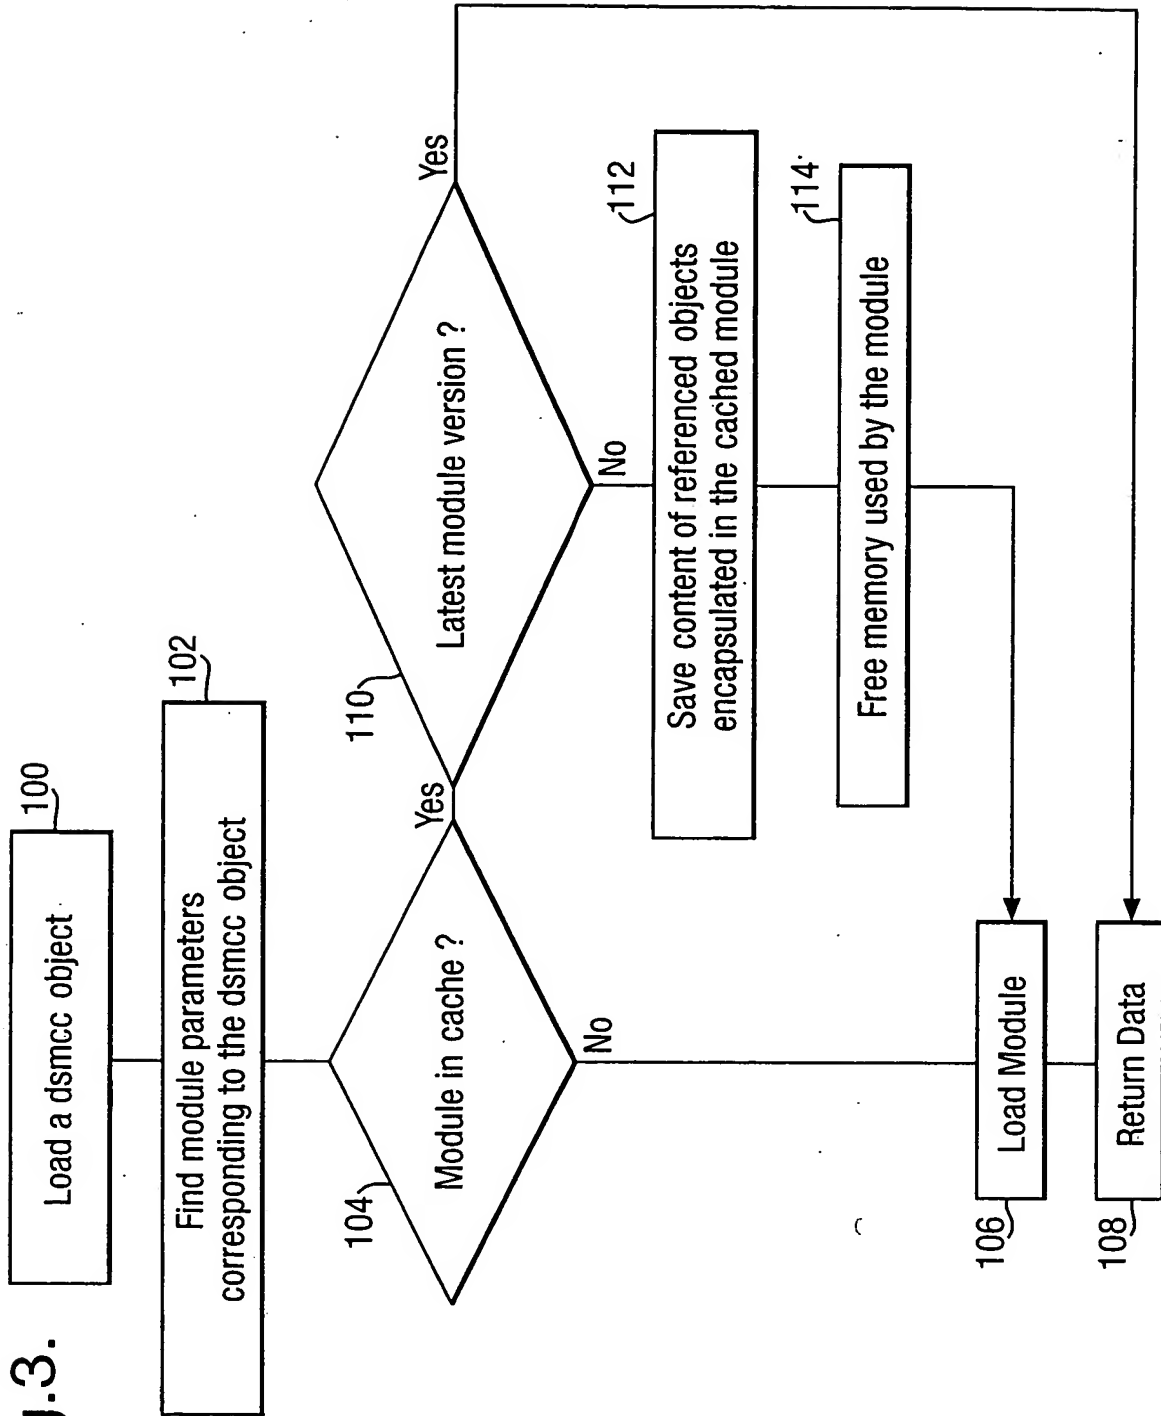 .3.
Load a dsmcc object
100
Find module parameters
corresponding to the dsmcc object
102
Module in cache ?
104
Yes
No
Latest module version ?
110
Yes
No
Save content of referenced objects
encapsulated in the cached module
112
Free memory used by the module
114
Load Module
106
Return Data
108